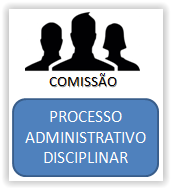 COMISSÃO
PROCESSO
ADMINISTRATIVO
DISCIPLINAR